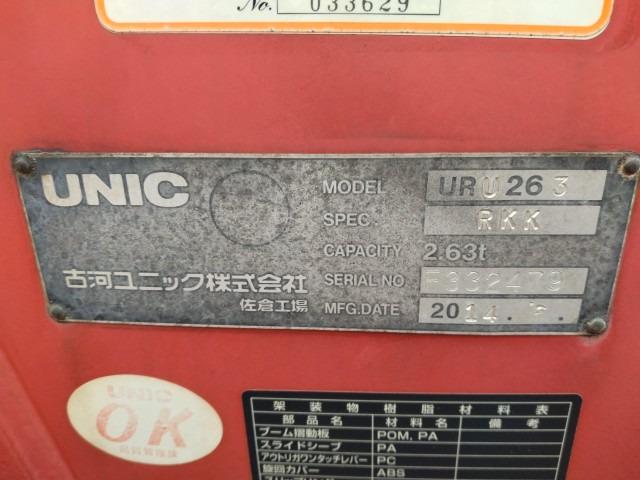 No. 033629
UNIC
MODEL URU263
SPEC. RKK
CAPACITY 2.63t
古河ユニック株式会社
SERIAL NO F332479
佐倉工場
MFG.DATE 2014.
UNIC
OK
架装物樹脂材料表
部品名 材料名 備考
ブーム摺動板 POM, PA
スライドシーブ PA
アウトリガワンタッチレバー PC
旋回カバー ABS